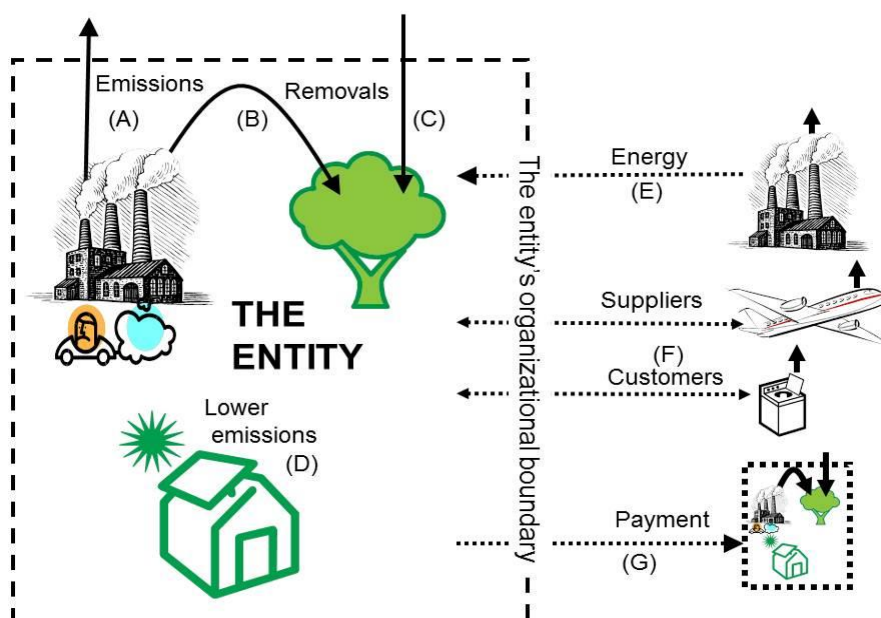 Emissions
(A)
(B)
Removals
(C)
THE
ENTITY
Lower
emissions
(D)
The entity's organizational boundary
Energy
(E)
Suppliers
(F)
Customers
Payment
(G)